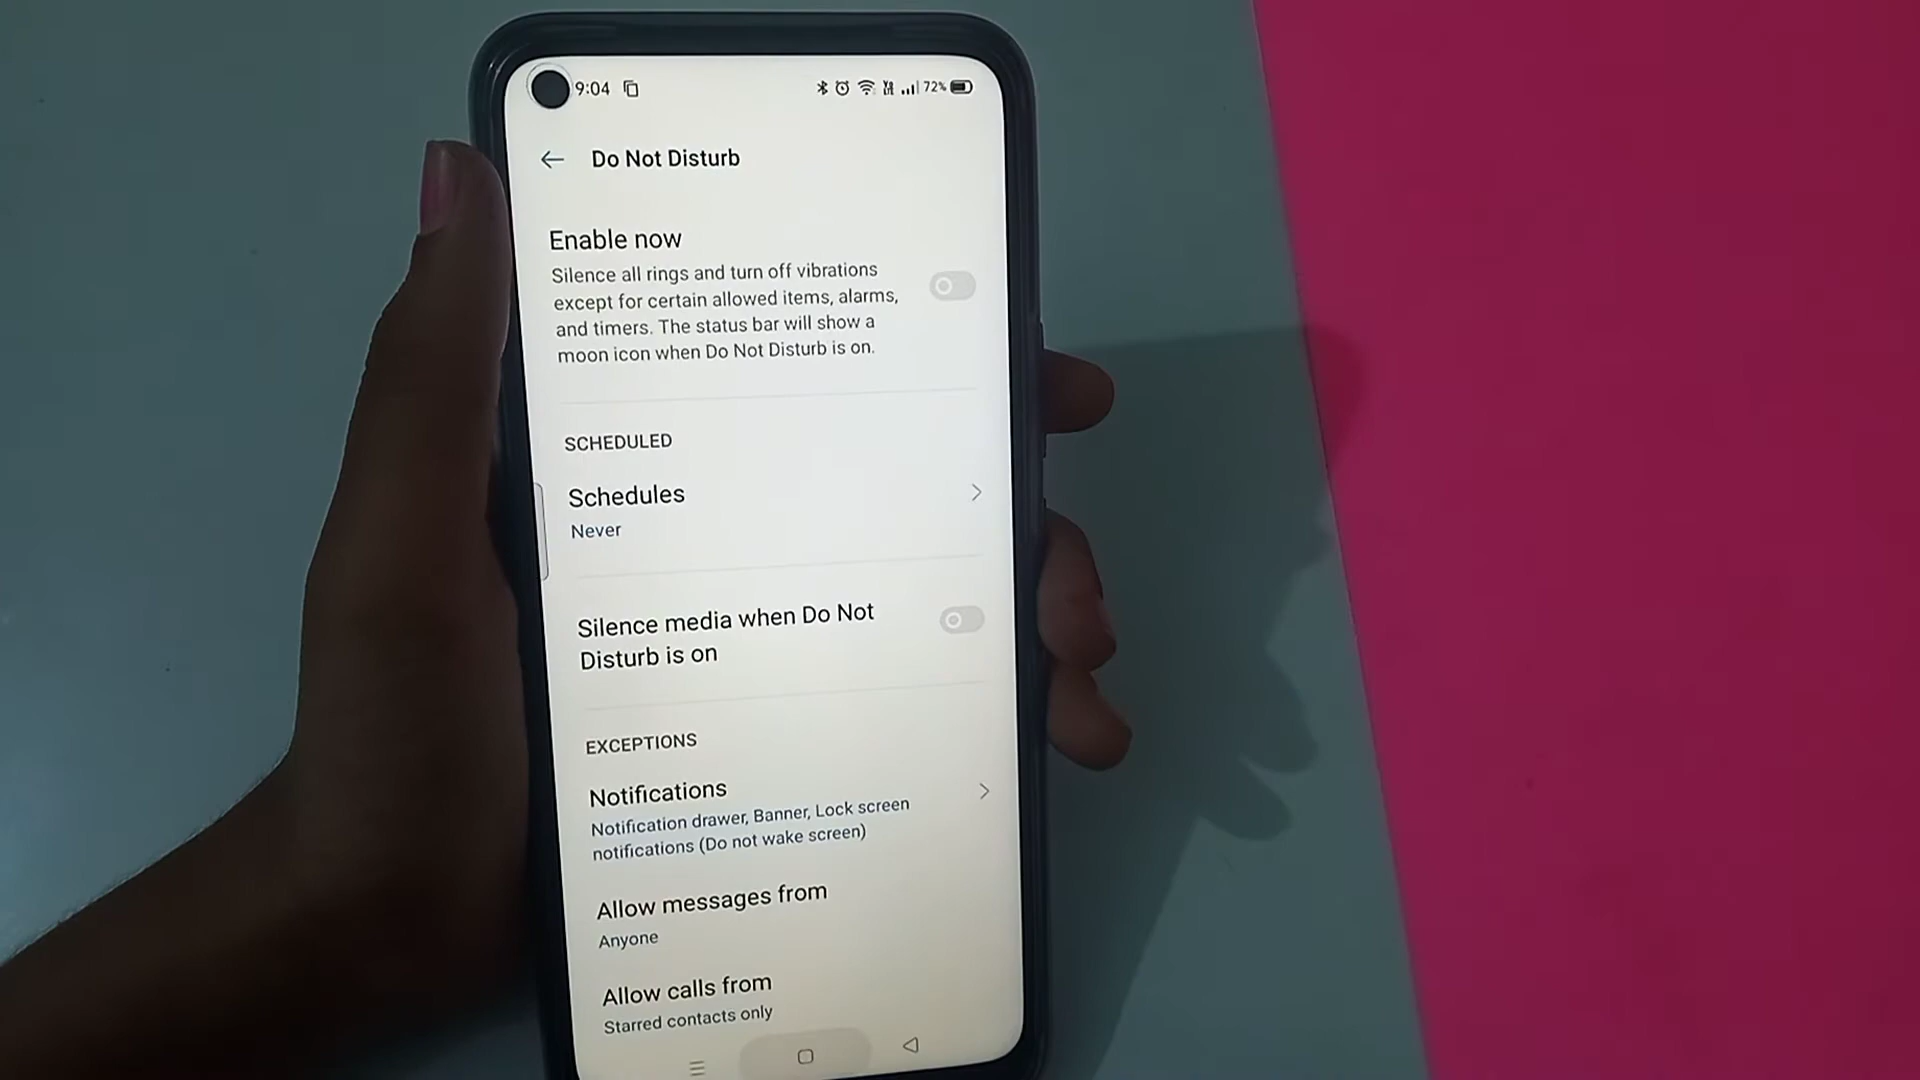 9:04 72%
Do Not Disturb
Enable now
Silence all rings and turn off vibrations
except for certain allowed items, alarms,
and timers. The status bar will show a
moon icon when Do Not Disturb is on.
SCHEDULED
Schedules
Never
Silence media when Do Not
Disturb is on
EXCEPTIONS
Notifications
Notification drawer, Banner, Lock screen
notifications (Do not wake screen)
Allow messages from
Anyone
Allow calls from
Starred contacts only